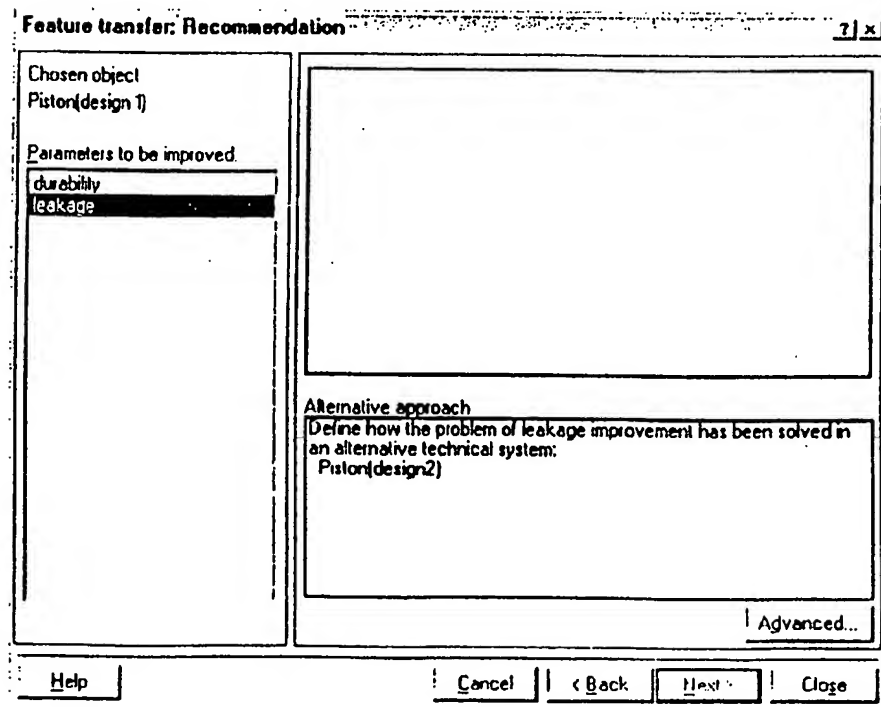 Feature transfer: Recommendation
? x
Chosen object
Piston(design 1)
Parameters to be improved.
durability
leakage
Alternative approach
Define how the problem of leakage improvement has been solved in
an alternative technical system:
Piston(design2)
Advanced...
Help
Cancel
< Back
Next >
Close